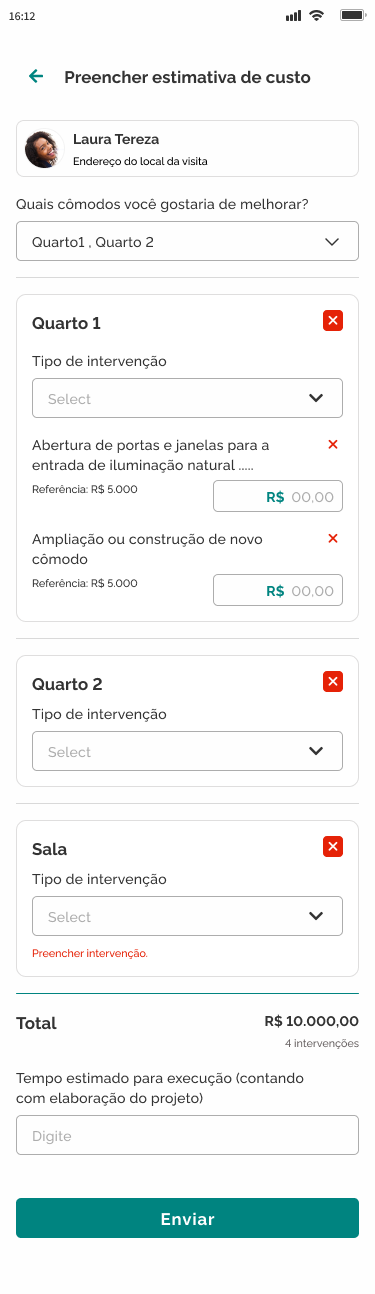 16:12
Preencher estimativa de custo
Laura Tereza
Endereço do local da visita
Quais cômodos você gostaria de melhorar?
Quarto1 , Quarto 2
Quarto 1
Tipo de intervenção
Select
Abertura de portas e janelas para a
entrada de iluminação natural .....
Referência: R$ 5.000
R$ 00,00
Ampliação ou construção de novo
cômodo
Referência: R$ 5.000
R$ 00,00
Quarto 2
Tipo de intervenção
Select
Sala
Tipo de intervenção
Select
Preencher intervenção.
Total
R$ 10.000,00
4 intervenções
Tempo estimado para execução (contando
com elaboração do projeto)
Digite
Enviar